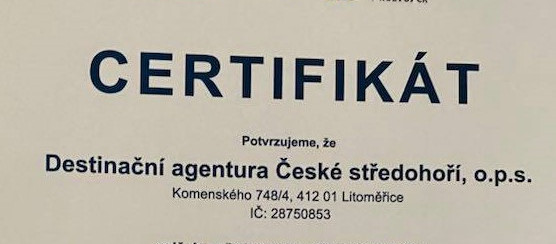 CERTIFIKÁT
Potvrzujeme, že
Destinační agentura České středohoří, o.p.s.
Komenského 748/4, 412 01 Litoměřice
IČ: 28750853